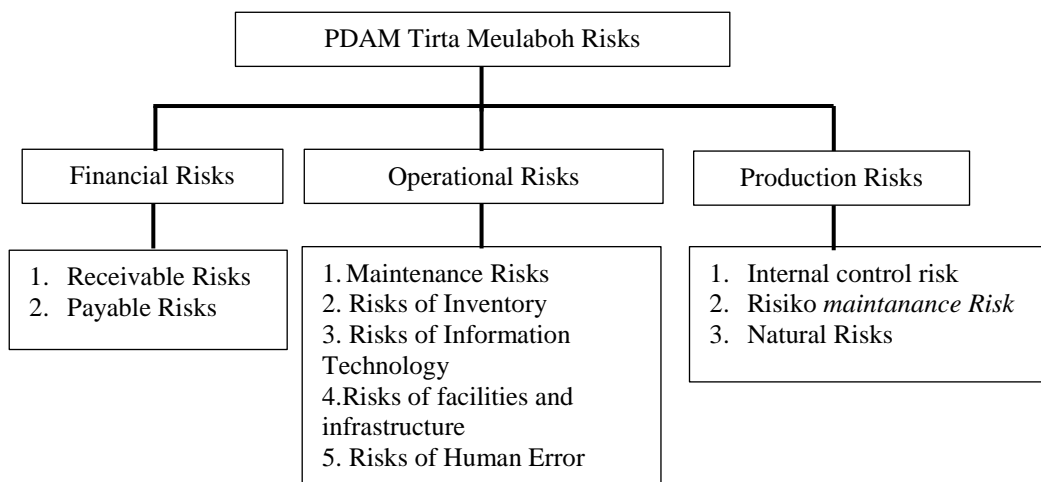 PDAM Tirta Meulaboh Risks
Financial Risks
Operational Risks
Production Risks
1. Receivable Risks
2. Payable Risks
1. Maintenance Risks
2. Risks of Inventory
3. Risks of Information
Technology
4.Risks of facilities and
infrastructure
5. Risks of Human Error
1. Internal control risk
2. Risiko maintanance Risk
3. Natural Risks